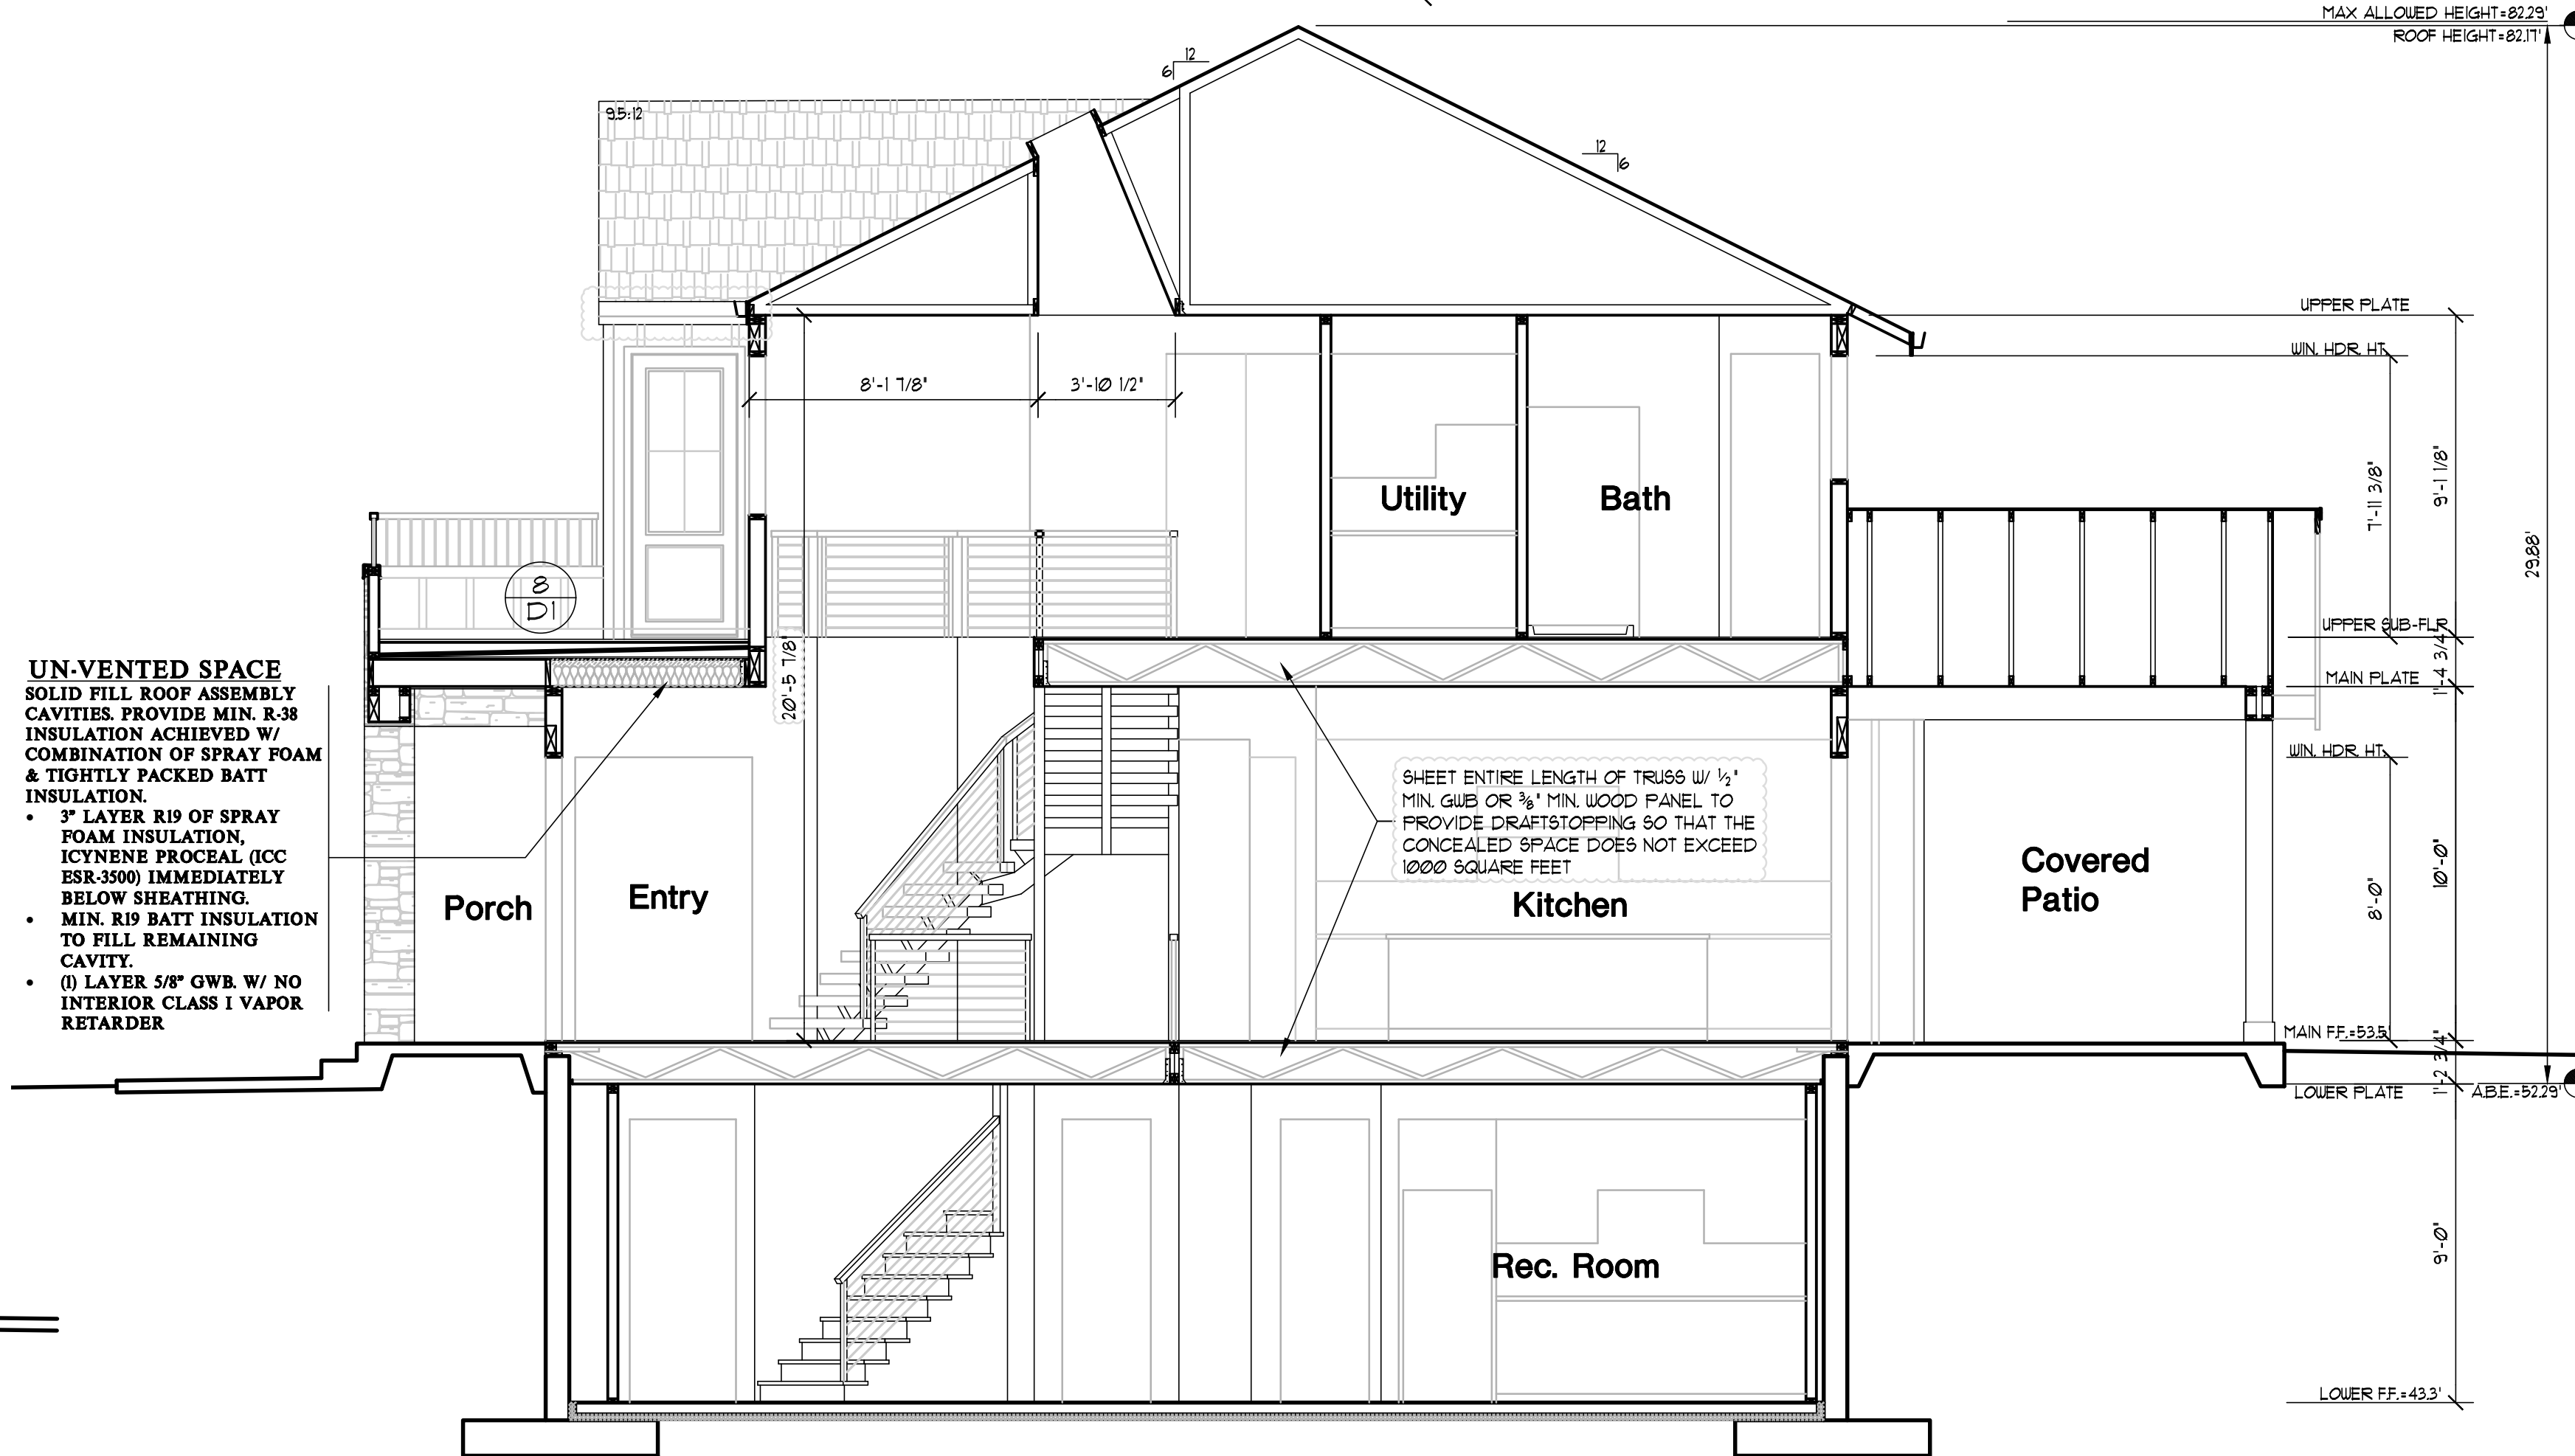 MAX ALLOWED HEIGHT=82.29'
ROOF HEIGHT=82.17'
12
6
9.5:12
12
6
UPPER PLATE
WIN. HDR. HT.
8'-1 7/8"
3'-10 1/2"
7'-11 3/8"
9'-1 1/8"
29.88'
Utility
Bath
8
D1
UPPER SUB-FLR
1'-4 3/4"
MAIN PLATE
20'-5 7/8"
UN-VENTED SPACE
SOLID FILL ROOF ASSEMBLY
CAVITIES. PROVIDE MIN. R-38
INSULATION ACHIEVED W/
COMBINATION OF SPRAY FOAM
& TIGHTLY PACKED BATT
INSULATION.
• 3" LAYER R19 OF SPRAY
FOAM INSULATION,
ICYNENE PROCEAL (ICC
ESR-3500) IMMEDIATELY
BELOW SHEATHING.
• MIN. R19 BATT INSULATION
TO FILL REMAINING
CAVITY.
• (1) LAYER 5/8" GWB. W/ NO
INTERIOR CLASS I VAPOR
RETARDER
WIN. HDR. HT.
SHEET ENTIRE LENGTH OF TRUSS W/ ½"
MIN. GWB OR ⅜" MIN. WOOD PANEL TO
PROVIDE DRAFTSTOPPING SO THAT THE
CONCEALED SPACE DOES NOT EXCEED
1000 SQUARE FEET
Porch
Entry
Kitchen
Covered
Patio
8'-0"
10'-0"
MAIN F.F.=53.5'
1'-2 3/4"
LOWER PLATE
A.B.E.=52.29'
9'-0"
Rec. Room
LOWER F.F.=43.3'